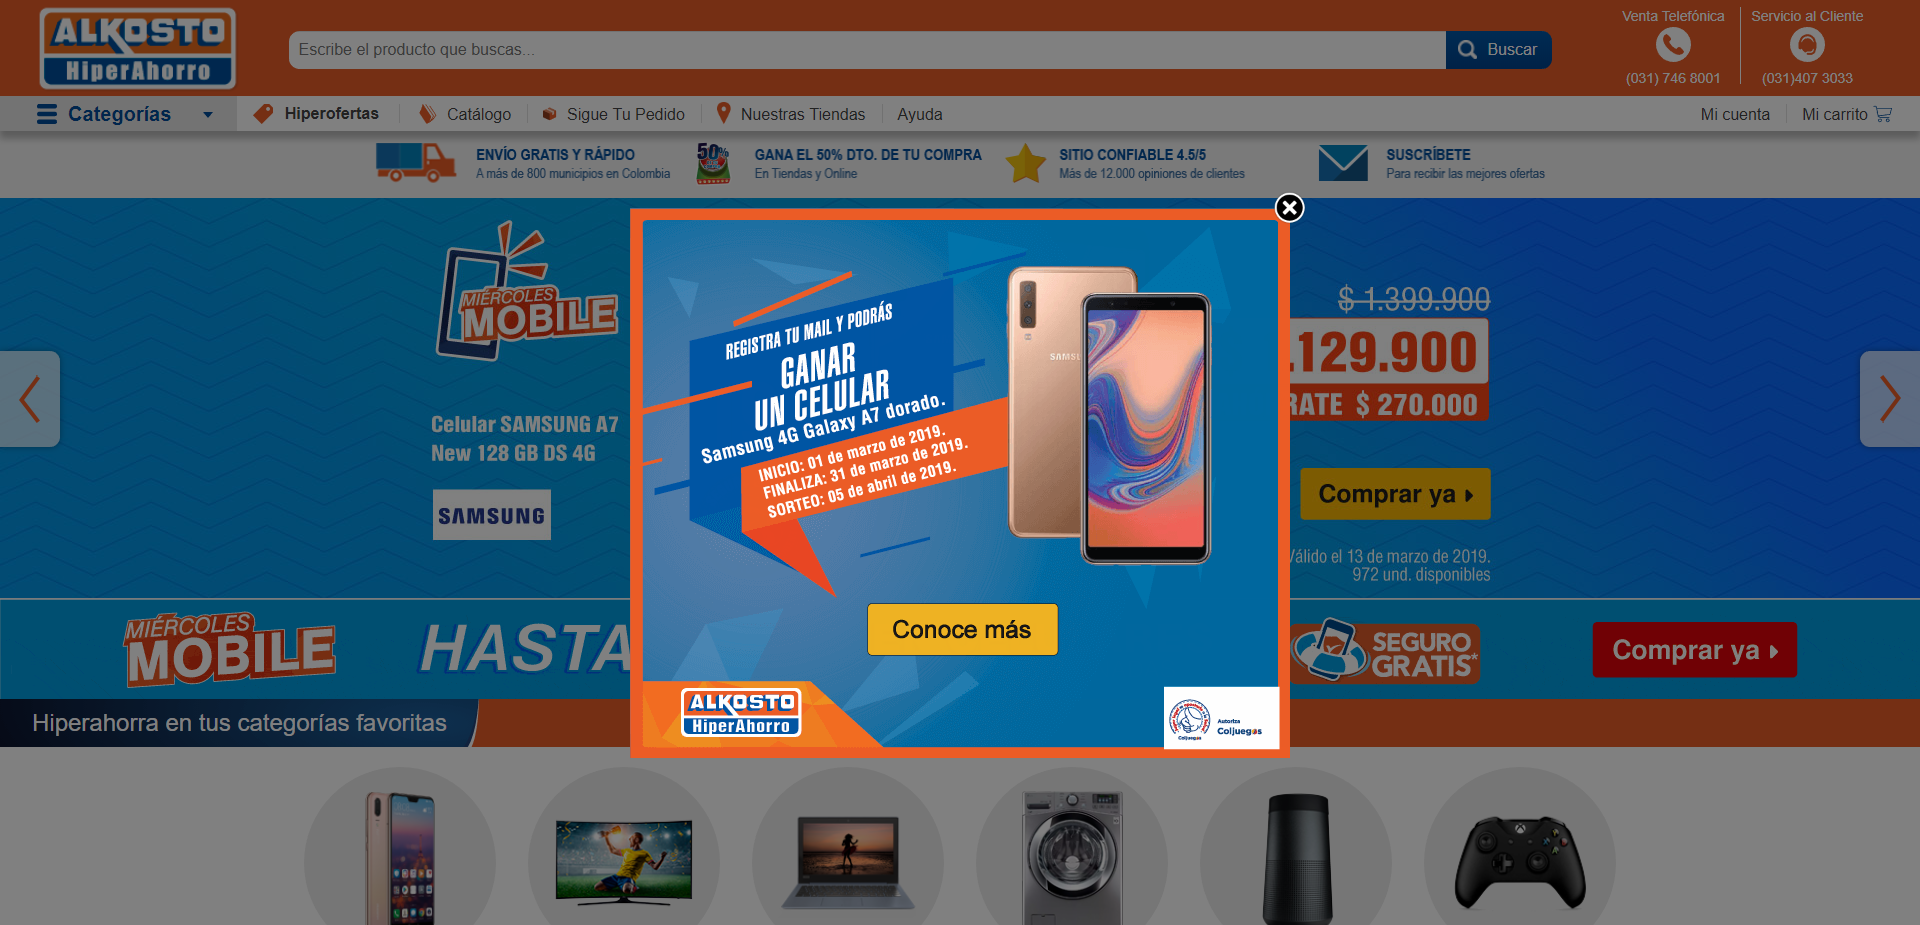 ALKOSTO
HiperAhorro
Escribe el producto que buscas...
Buscar
Venta Telefónica
(031) 746 8001
Servicio al Cliente
(031)407 3033
Categorías
Hiperofertas
Catálogo
Sigue Tu Pedido
Nuestras Tiendas
Ayuda
Mi cuenta
Mi carrito
ENVÍO GRATIS Y RÁPIDO
A más de 800 municipios en Colombia
50%
GANA EL 50% DTO. DE TU COMPRA
En Tiendas y Online
SITIO CONFIABLE 4.5/5
Más de 12.000 opiniones de clientes
SUSCRÍBETE
Para recibir las mejores ofertas
MIÉRCOLES
MOBILE
Celular SAMSUNG A7
New 128 GB DS 4G
SAMSUNG
REGISTRA TU MAIL Y PODRÁS
GANAR
UN CELULAR
Samsung 4G Galaxy A7 dorado.
INICIO: 01 de marzo de 2019.
FINALIZA: 31 de marzo de 2019.
SORTEO: 05 de abril de 2019.
SAMSU
Conoce más
ALKOSTO
HiperAhorro
Coljuegos
Autoriza
Coljuegos
$ 1.399.900
.129.900
RATE $ 270.000
Comprar ya
Válido el 13 de marzo de 2019.
972 und. disponibles
MIÉRCOLES
MOBILE
HASTA
SEGURO
GRATIS*
Comprar ya
Hiperahorra en tus categorías favoritas